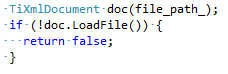 TiXmlDocument doc(file_path_);
if (!doc.LoadFile()) {
  return false;
}